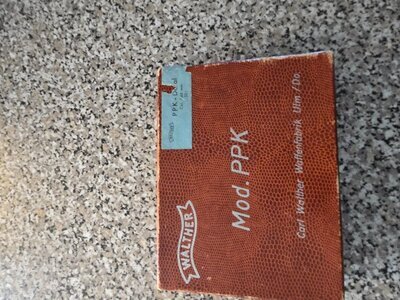 WALTHER
Mod. PPK
Carl Walther Waffenfabrik Ulm / Do.
PPK